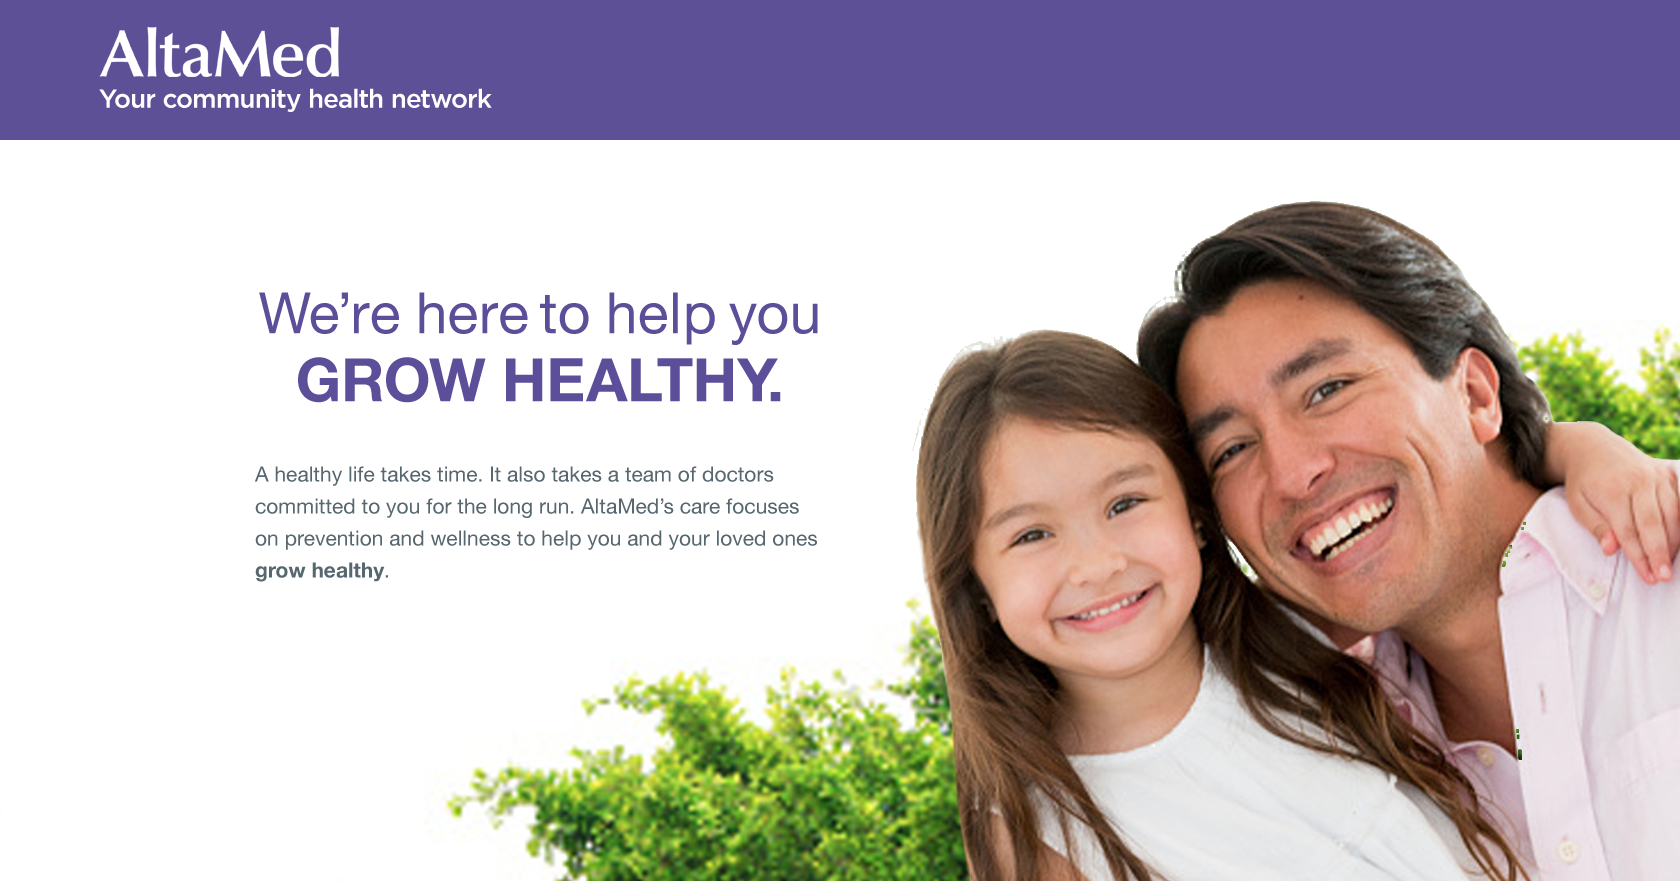 AltaMed
Your community health network
We’re here to help you
GROW HEALTHY.
A healthy life takes time. It also takes a team of doctors
committed to you for the long run. AltaMed’s care focuses
on prevention and wellness to help you and your loved ones
grow healthy.